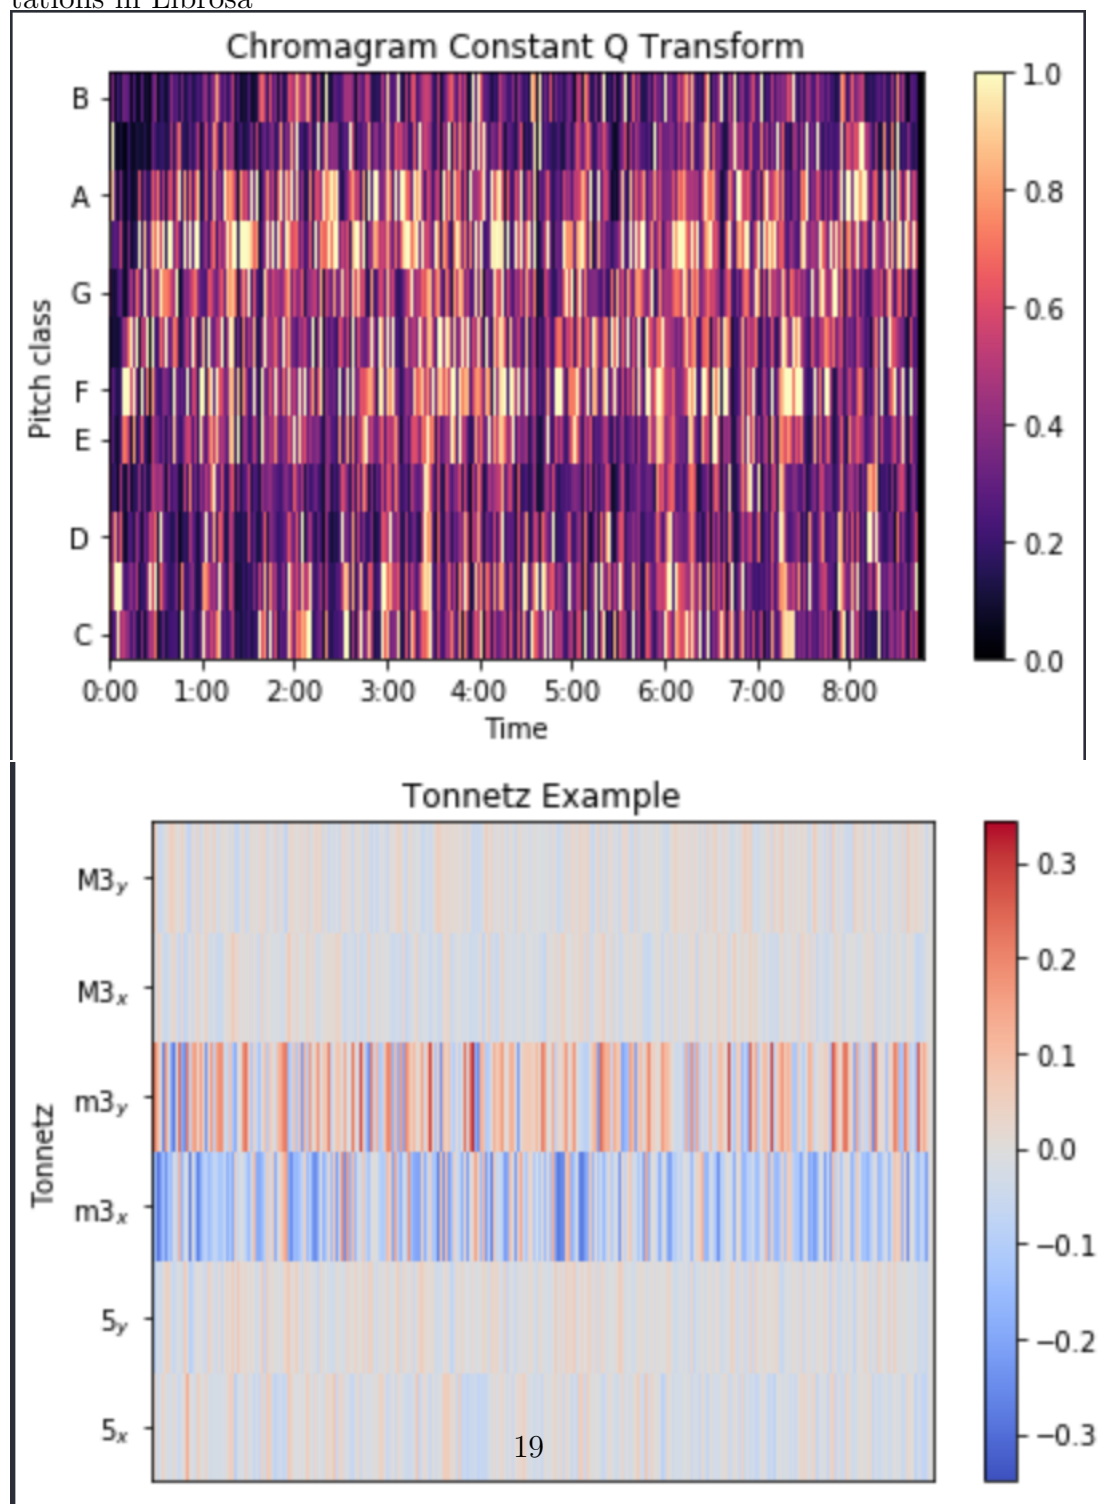 tations in Librosa
Chromagram Constant Q Transform
B
A
G
F
E
D
C
Pitch class
0:00 1:00 2:00 3:00 4:00 5:00 6:00 7:00 8:00
Time
1.0
0.8
0.6
0.4
0.2
0.0
Tonnetz Example
M3y
M3x
m3y
m3x
5y
5x
Tonnetz
0.3
0.2
0.1
0.0
−0.1
−0.2
−0.3
19